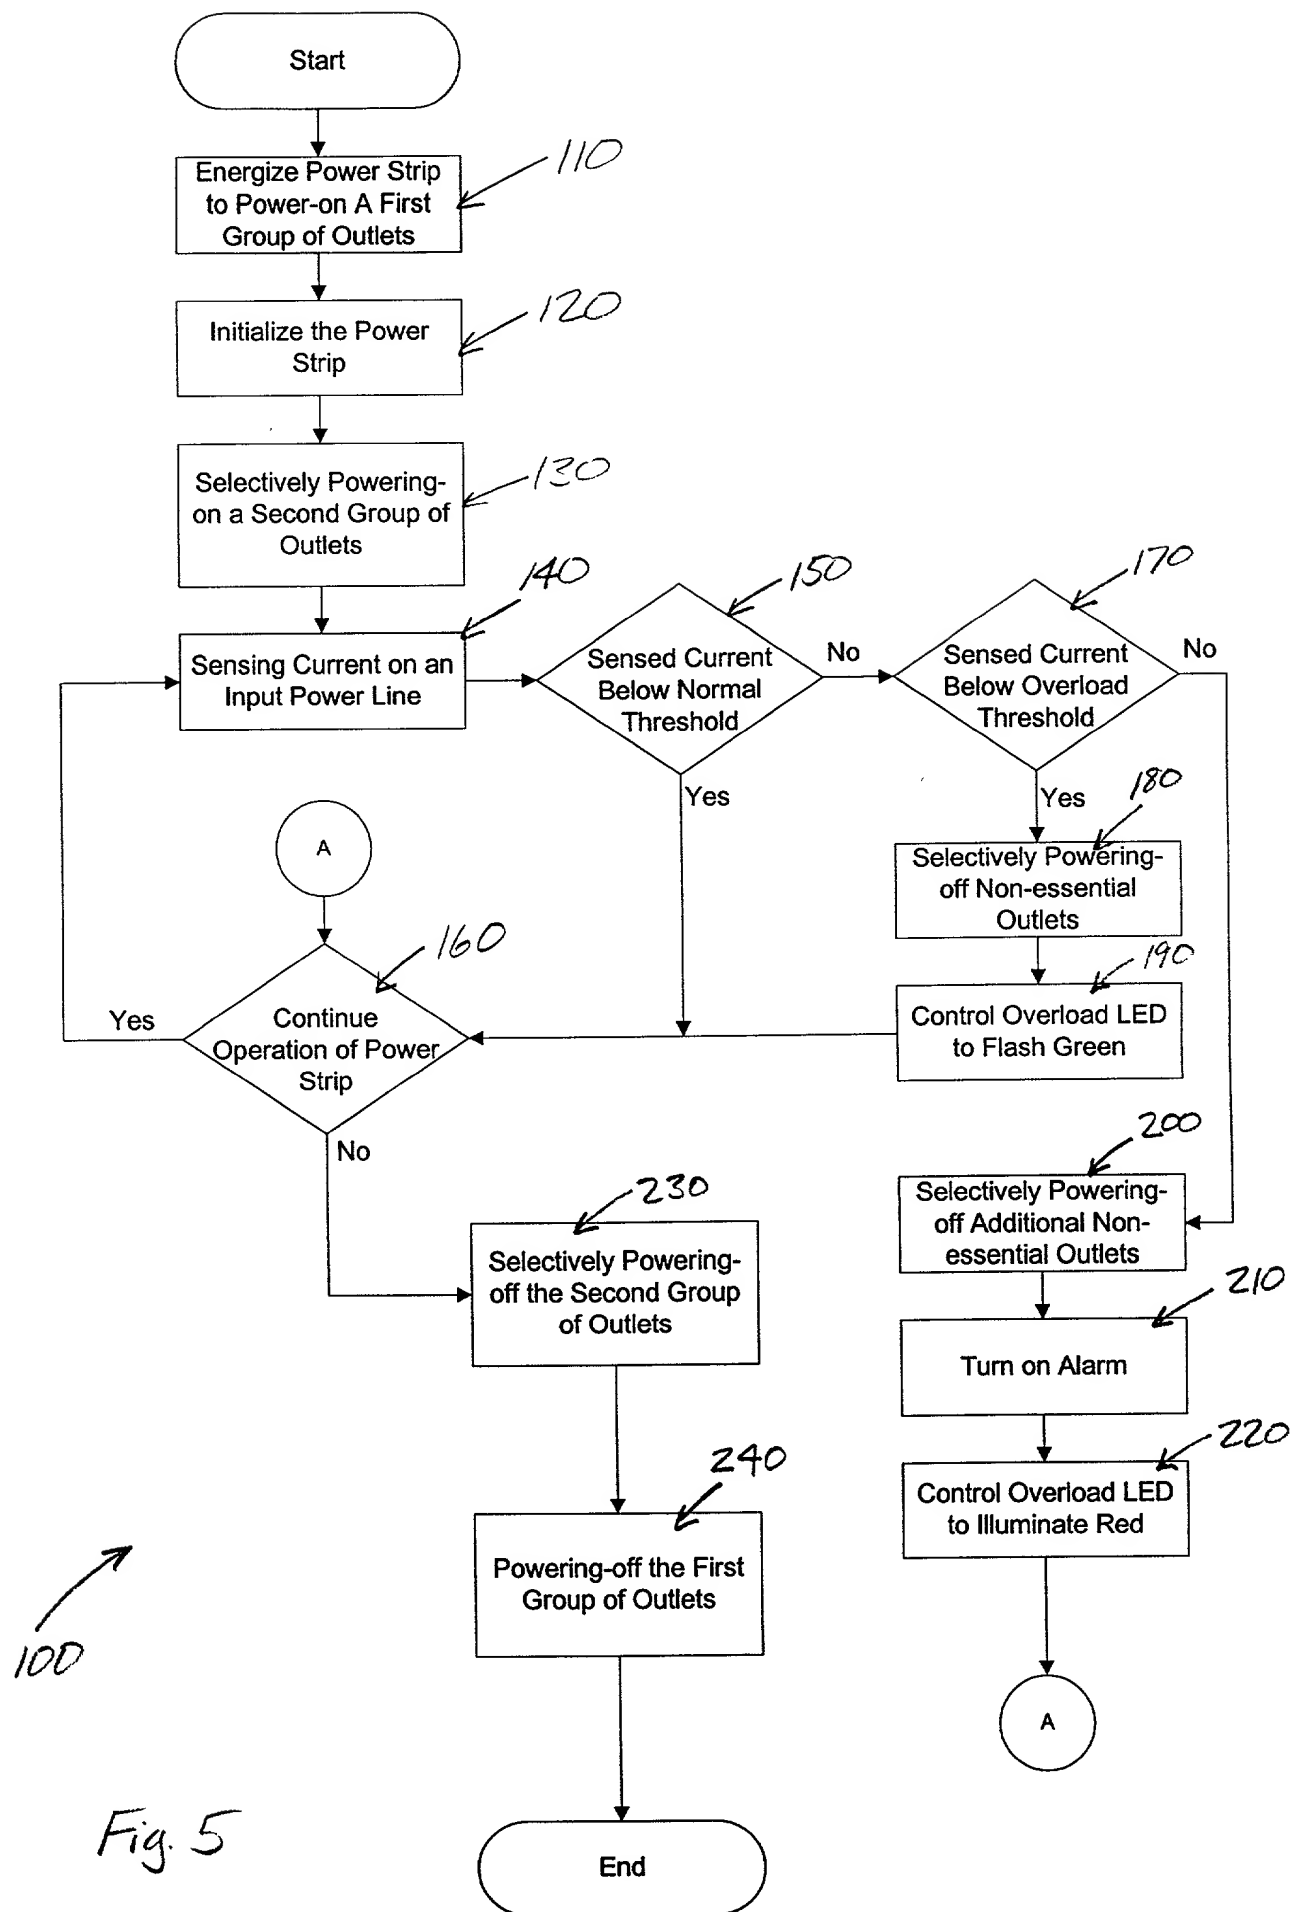 Start
110
Energize Power Strip
to Power-on A First
Group of Outlets
120
Initialize the Power
Strip
130
Selectively Powering-
on a Second Group of
Outlets
140
Sensing Current on an
Input Power Line
150
Sensed Current
Below Normal
Threshold
No
Yes
170
Sensed Current
Below Overload
Threshold
No
Yes
180
Selectively Powering-
off Non-essential
Outlets
190
Control Overload LED
to Flash Green
A
160
Continue
Operation of Power
Strip
Yes
No
200
Selectively Powering-
off Additional Non-
essential Outlets
210
Turn on Alarm
220
Control Overload LED
to Illuminate Red
A
230
Selectively Powering-
off the Second Group
of Outlets
240
Powering-off the First
Group of Outlets
End
100
Fig. 5